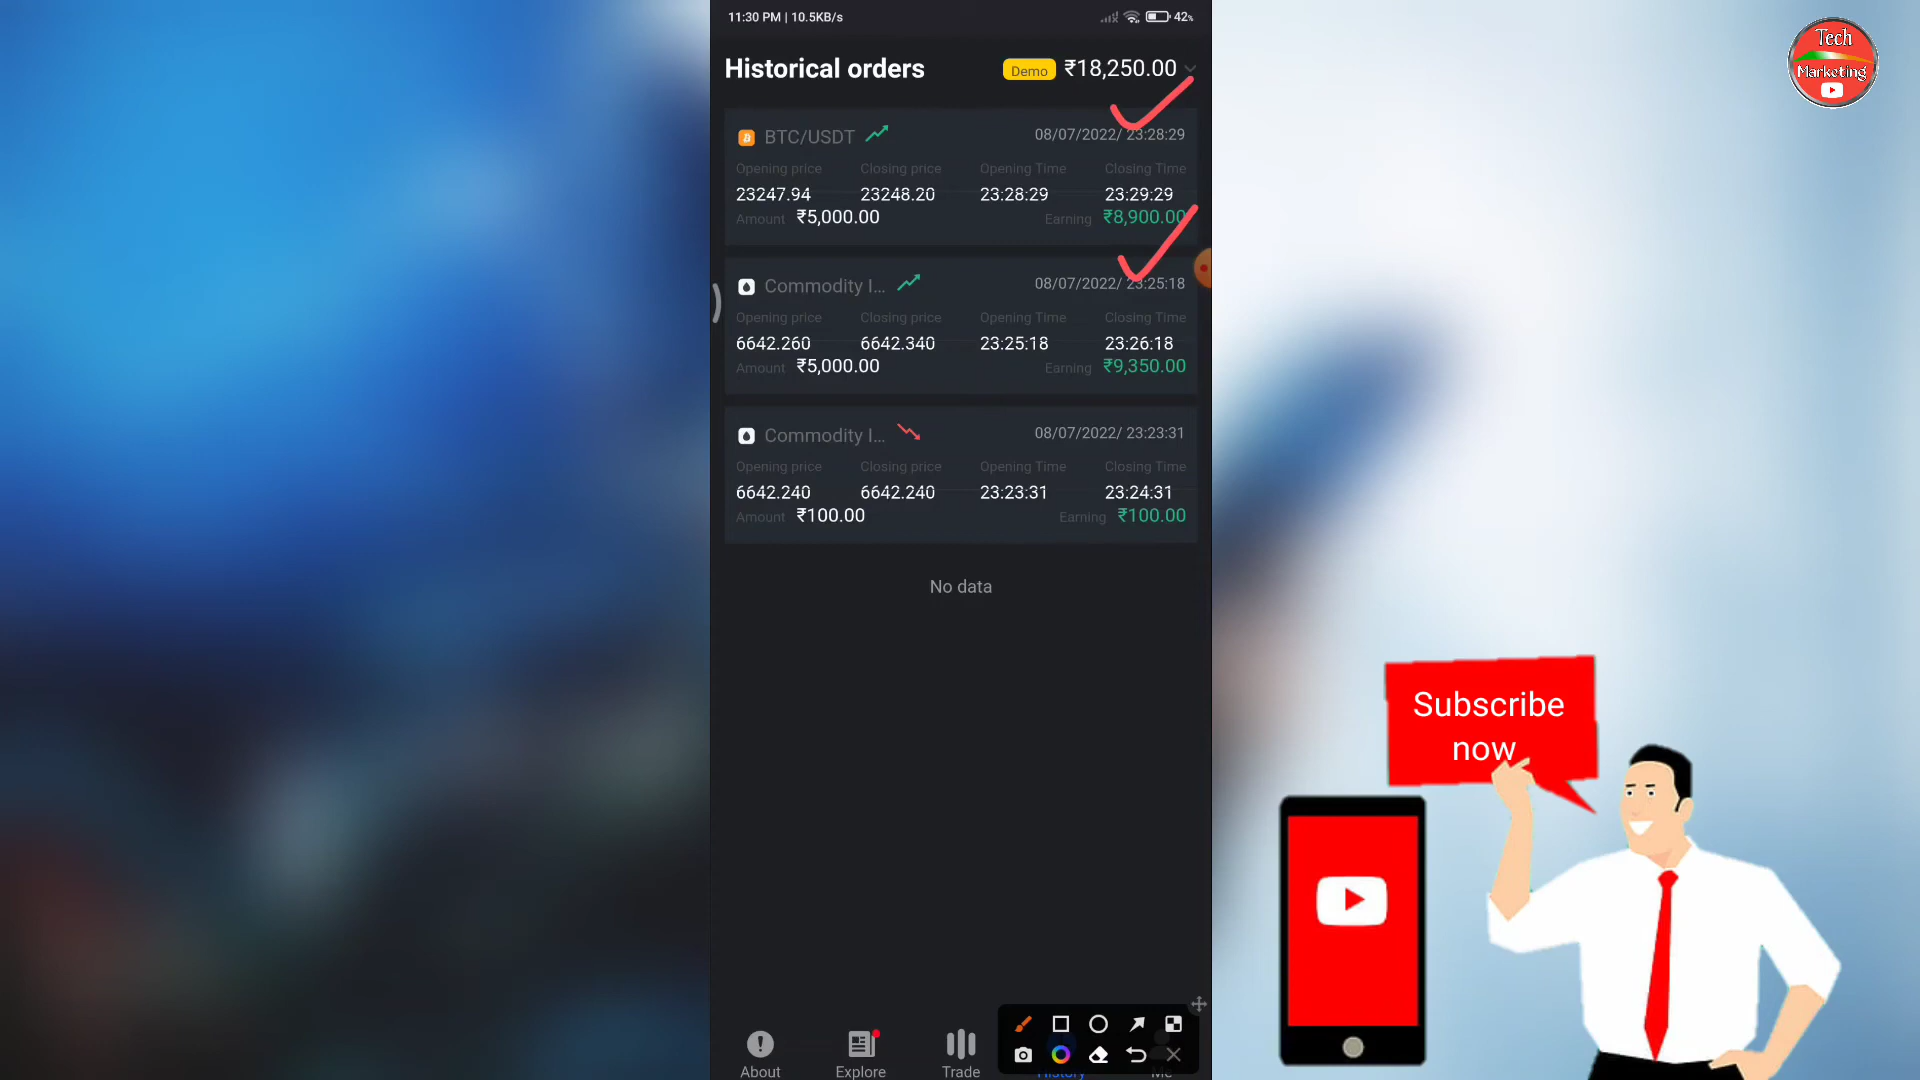 11:30 PM | 10.5KB/s
42%
Tech
Marketing
Historical orders
Demo ₹18,250.00
BTC/USDT 08/07/2022/ 23:28:29
Opening price Closing price Opening Time Closing Time
23247.94 23248.20 23:28:29 23:29:29
Amount ₹5,000.00 Earning ₹8,900.00
Commodity I... 08/07/2022/ 23:25:18
Opening price Closing price Opening Time Closing Time
6642.260 6642.340 23:25:18 23:26:18
Amount ₹5,000.00 Earning ₹9,350.00
Commodity I... 08/07/2022/ 23:23:31
Opening price Closing price Opening Time Closing Time
6642.240 6642.240 23:23:31 23:24:31
Amount ₹100.00 Earning ₹100.00
No data
Subscribe
now
About Explore Trade History Me